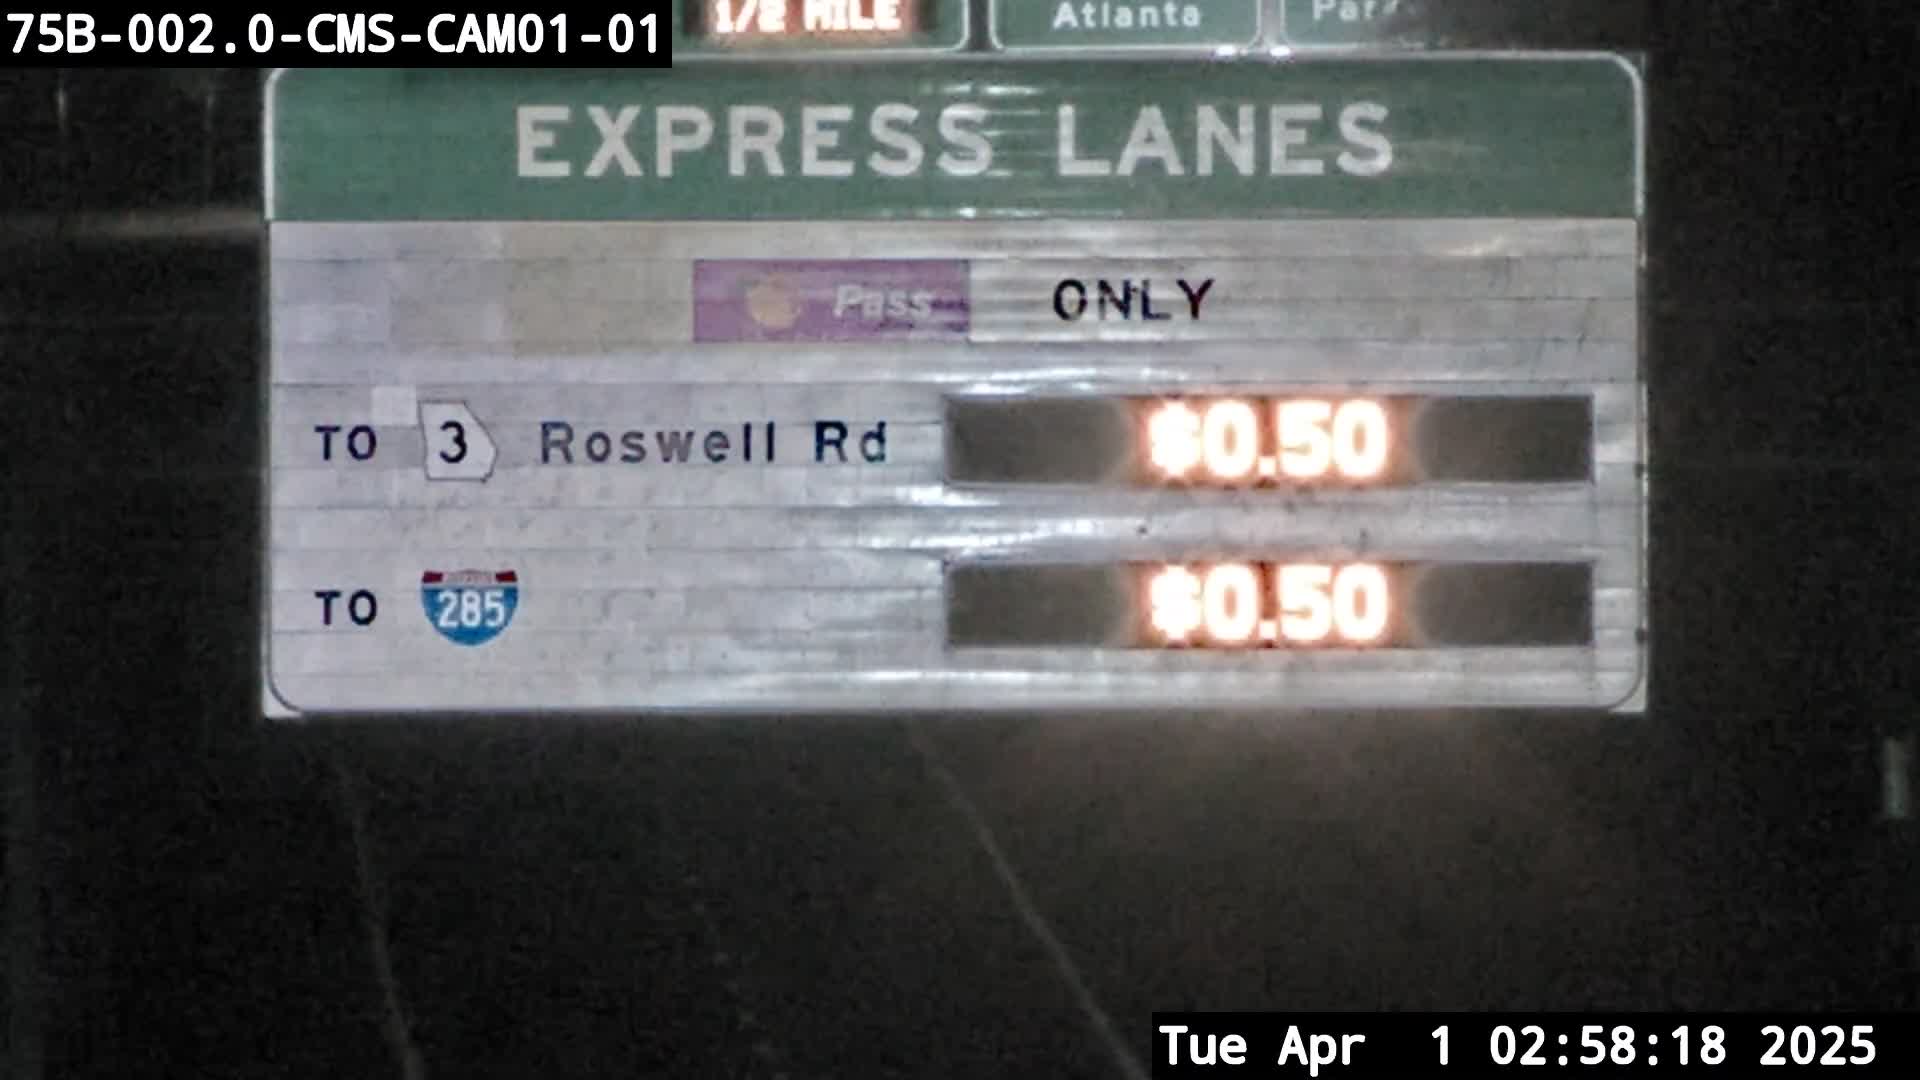 75B-002.0-CMS-CAM01-01
1/2 MILE
Atlanta
EXPRESS LANES
Pass ONLY
TO 3 Roswell Rd $0.50
TO 285 $0.50
Tue Apr 1 02:58:18 2025